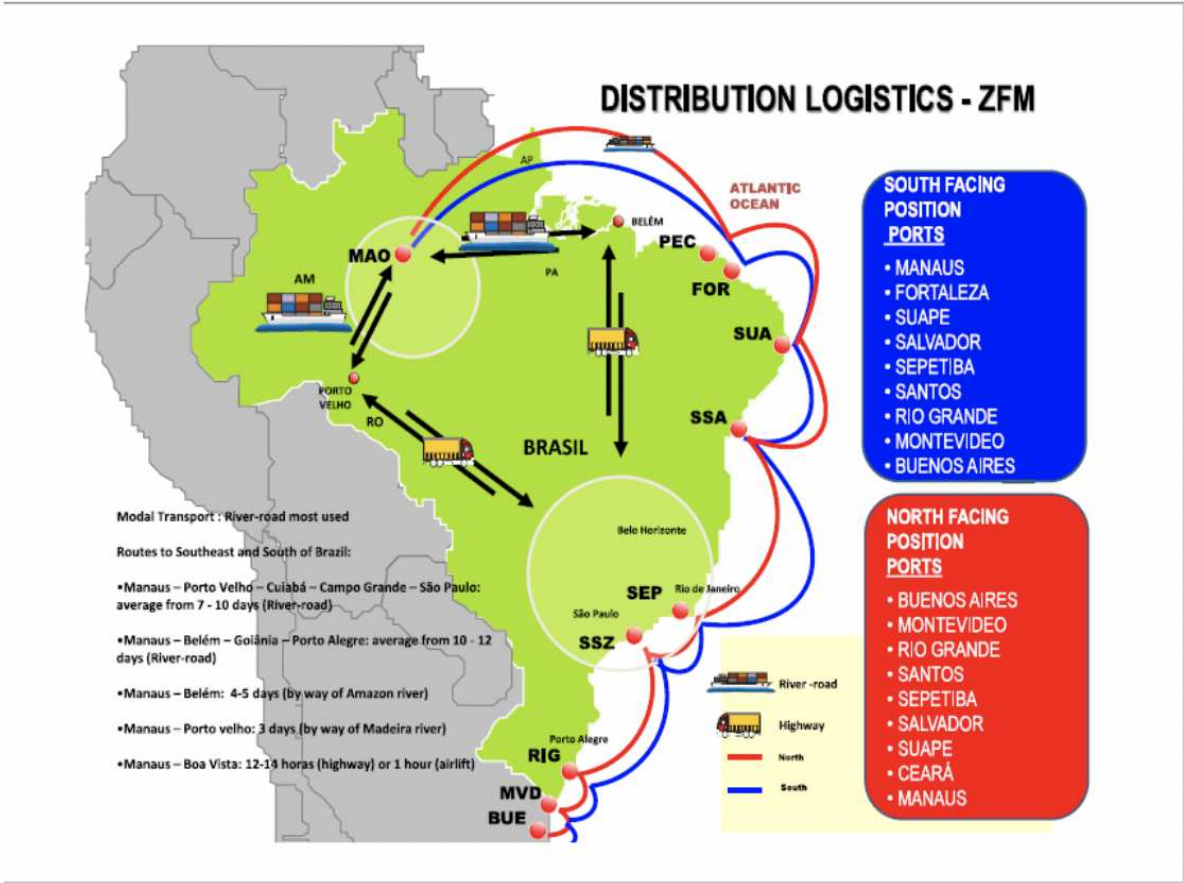 DISTRIBUTION LOGISTICS - ZFM
AP
ATLANTIC
OCEAN
BELÉM
MAO
PEC
PA
AM
FOR
SUA
PORTO
VELHO
RO
SSA
BRASIL
Belo Horizonte
SEP
Rio de Janeiro
São Paulo
SSZ
Porto Alegre
RIG
MVD
BUE
Modal Transport : River-road most used
Routes to Southeast and South of Brazil:
•Manaus – Porto Velho – Cuiabá – Campo Grande – São Paulo:
average from 7 - 10 days (River-road)
•Manaus – Belém – Goiânia – Porto Alegre: average from 10 - 12
days (River-road)
•Manaus – Belém: 4-5 days (by way of Amazon river)
•Manaus – Porto velho: 3 days (by way of Madeira river)
•Manaus – Boa Vista: 12-14 horas (highway) or 1 hour (airlift)
River -road
Highway
North
South
SOUTH FACING
POSITION
PORTS
• MANAUS
• FORTALEZA
• SUAPE
• SALVADOR
• SEPETIBA
• SANTOS
• RIO GRANDE
• MONTEVIDEO
• BUENOS AIRES
NORTH FACING
POSITION
PORTS
• BUENOS AIRES
• MONTEVIDEO
• RIO GRANDE
• SANTOS
• SEPETIBA
• SALVADOR
• SUAPE
• CEARÁ
• MANAUS